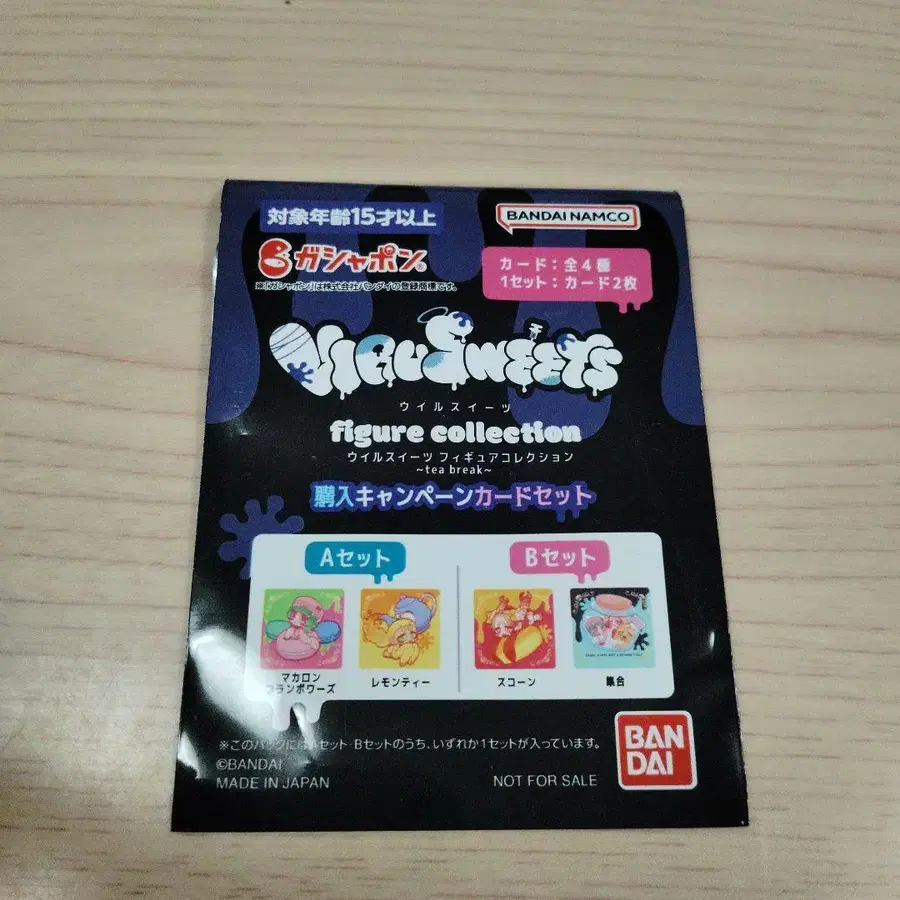 対象年齢15才以上
BANDAI NAMCO
ガシャポン®
※「ガシャポン」は株式会社バンダイの登録商標です。
カード：全4種
1セット：カード2枚
VIRUSWEETS
ウイルスイーツ
figure collection
ウイルスイーツ フィギュアコレクション
~tea break~
購入キャンペーンカードセット
Aセット
Bセット
マカロン
フランボワーズ
レモンティー
スコーン
集合
※このパックにはAセット・Bセットのうち、いずれか1セットが入っています。
©BANDAI
MADE IN JAPAN
NOT FOR SALE
BAN
DAI